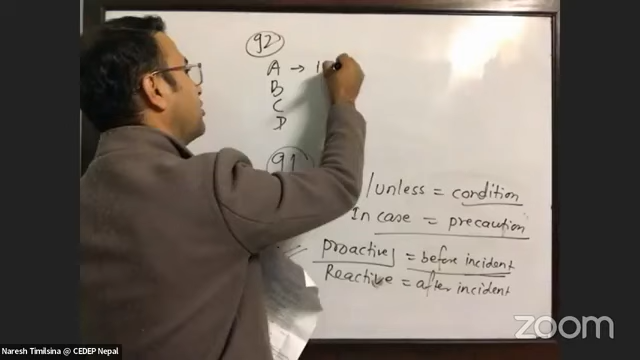 92
A → 1
B
C
D
91
/unless = condition
In case = precaution
proactive = before incident
Reactive = after incident
zoom
Naresh Timilsina @ CEDEP Nepal